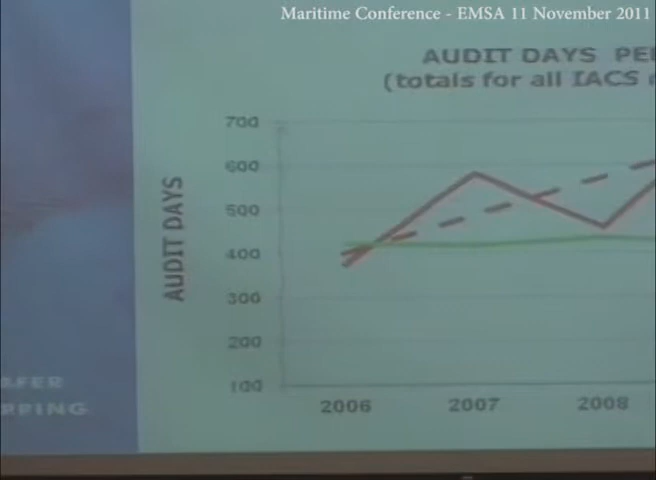 Maritime Conference - EMSA 11 November 2011
AUDIT DAYS PE
(totals for all IACS
700
600
500
400
300
200
100
AUDIT DAYS
2006
2007
2008
AFER
PPING